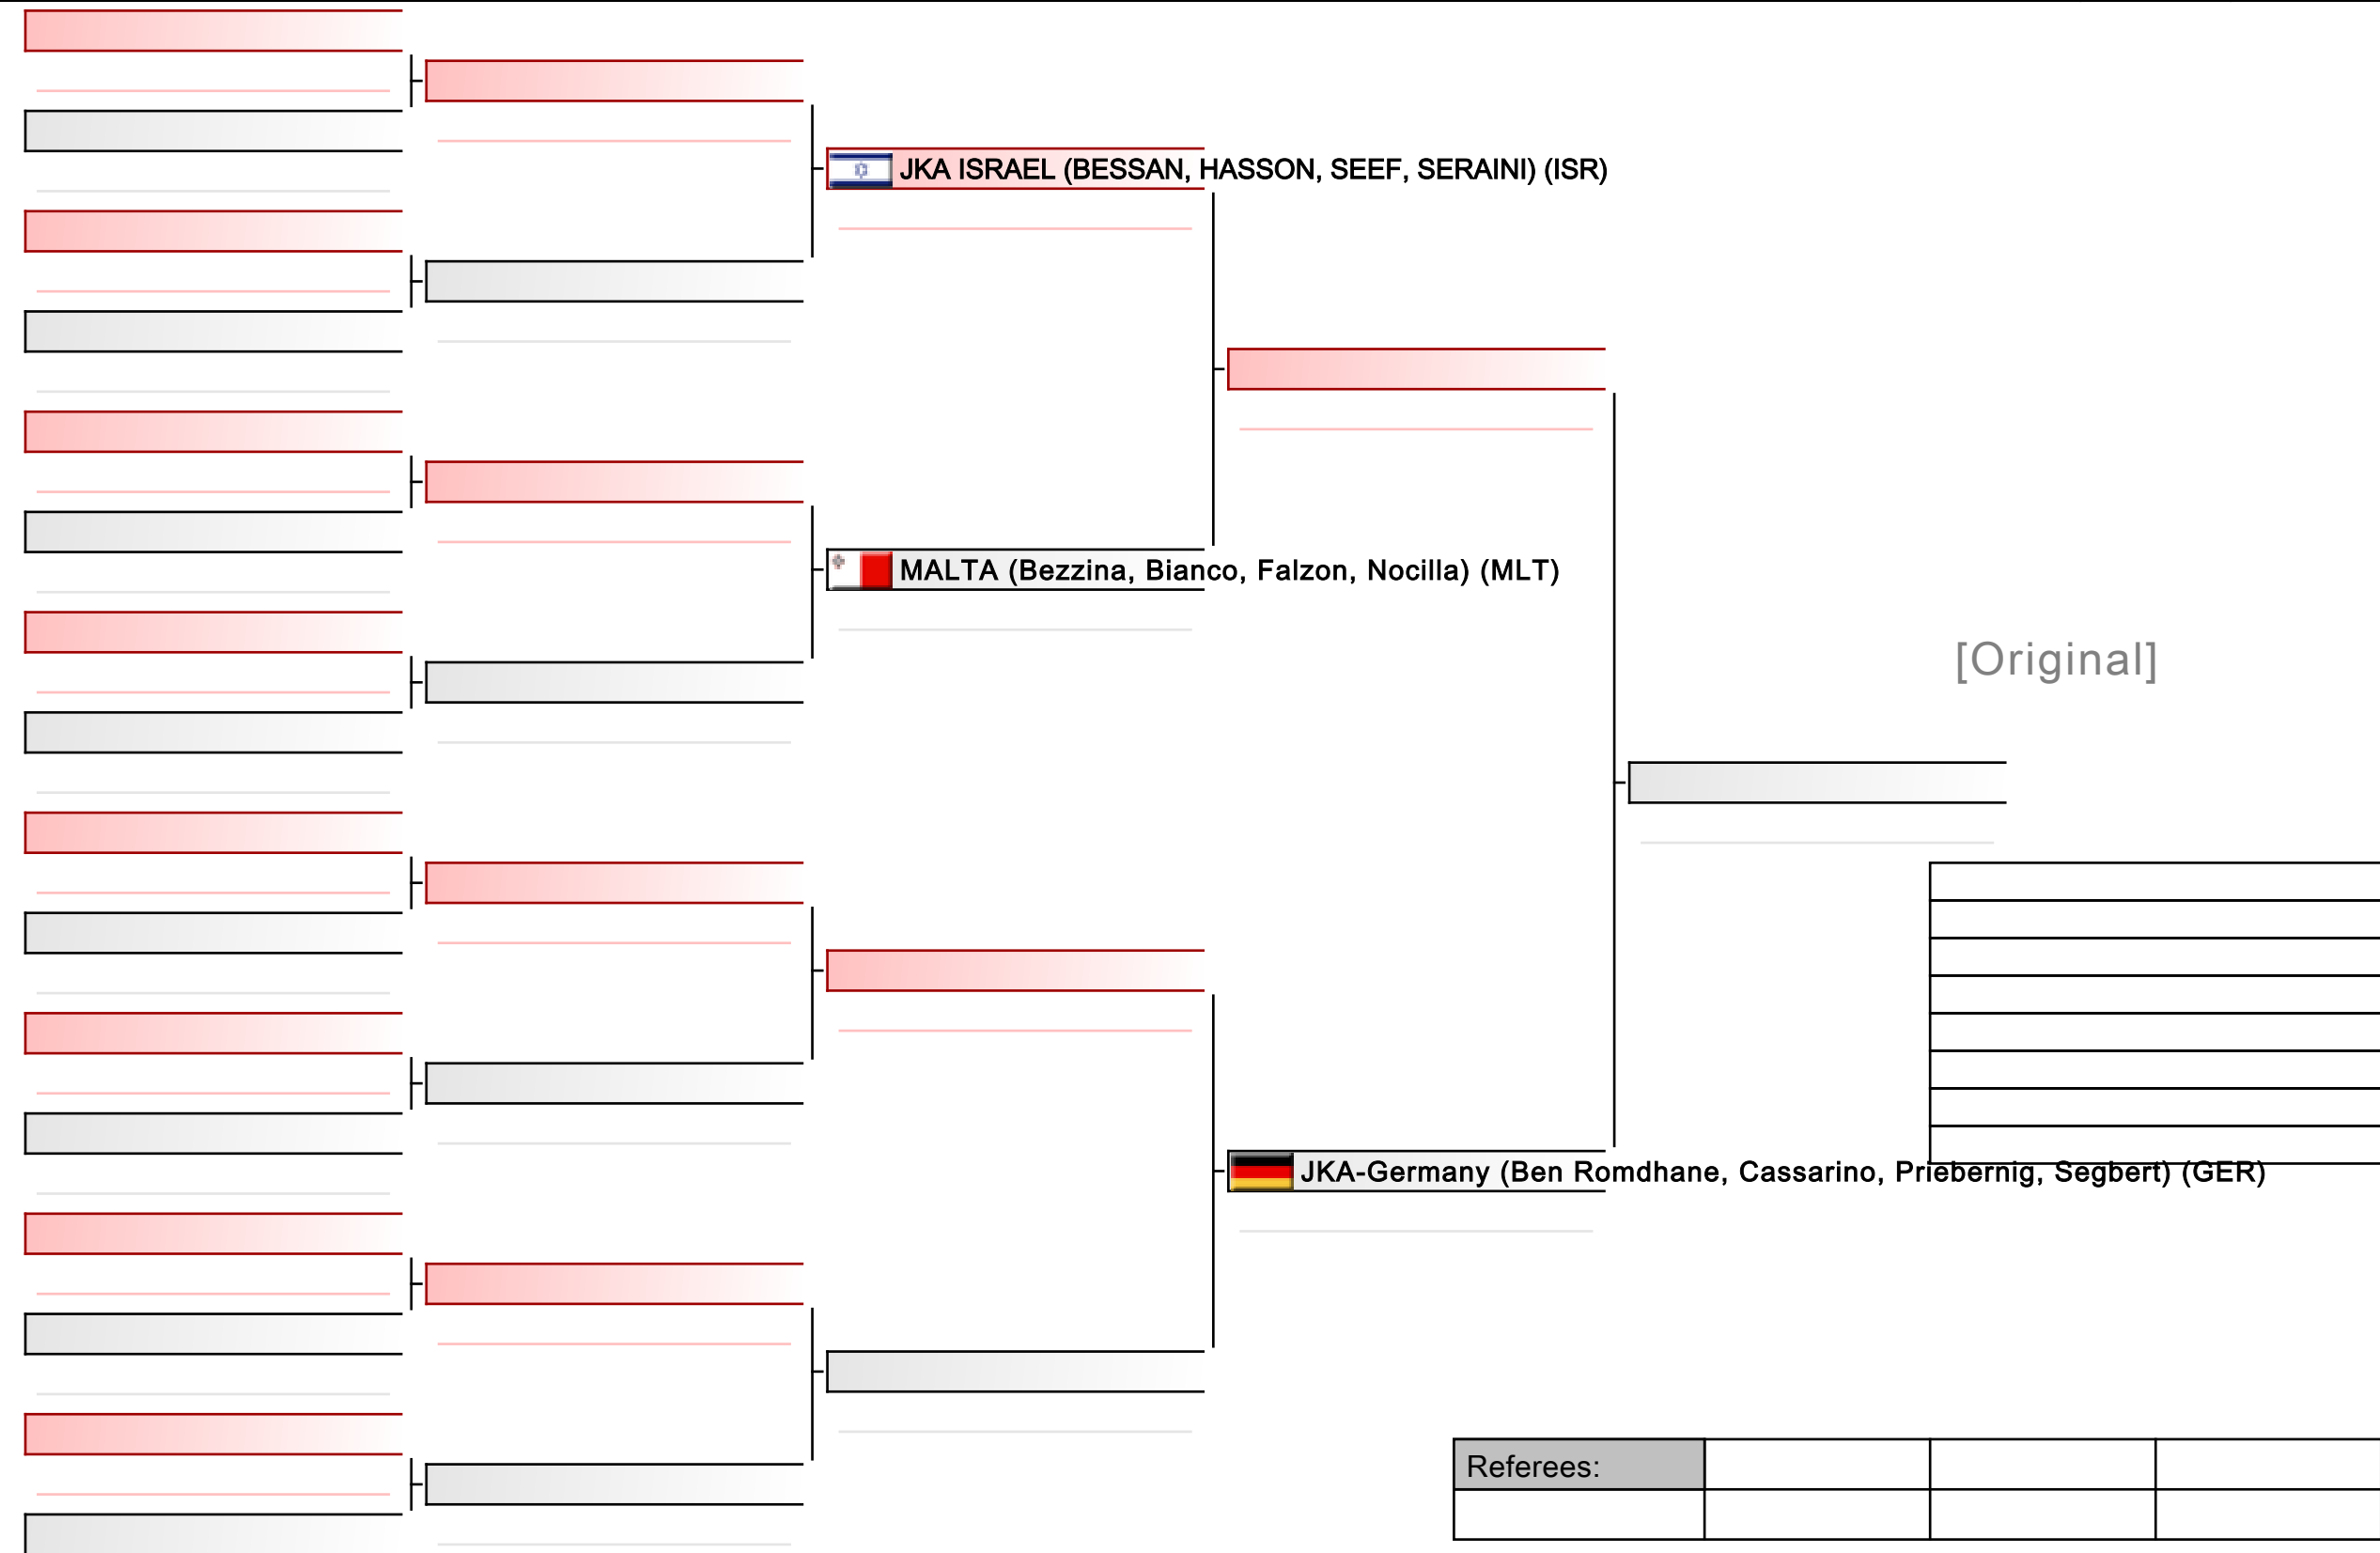 JKA ISRAEL (BESSAN, HASSON, SEEF, SERAINI) (ISR)
MALTA (Bezzina, Bianco, Falzon, Nocilla) (MLT)
[Original]
JKA-Germany (Ben Romdhane, Cassarino, Priebernig, Segbert) (GER)
Referees: